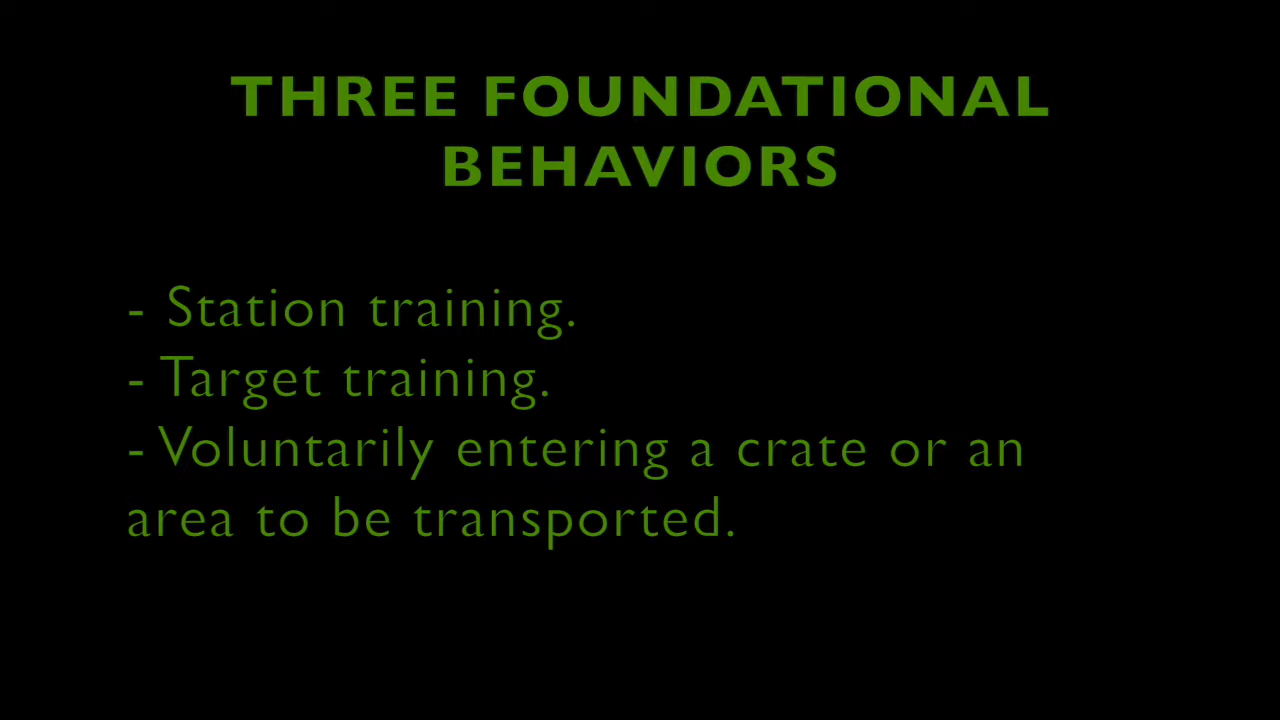 THREE FOUNDATIONAL
BEHAVIORS
- Station training.
- Target training.
- Voluntarily entering a crate or an
area to be transported.